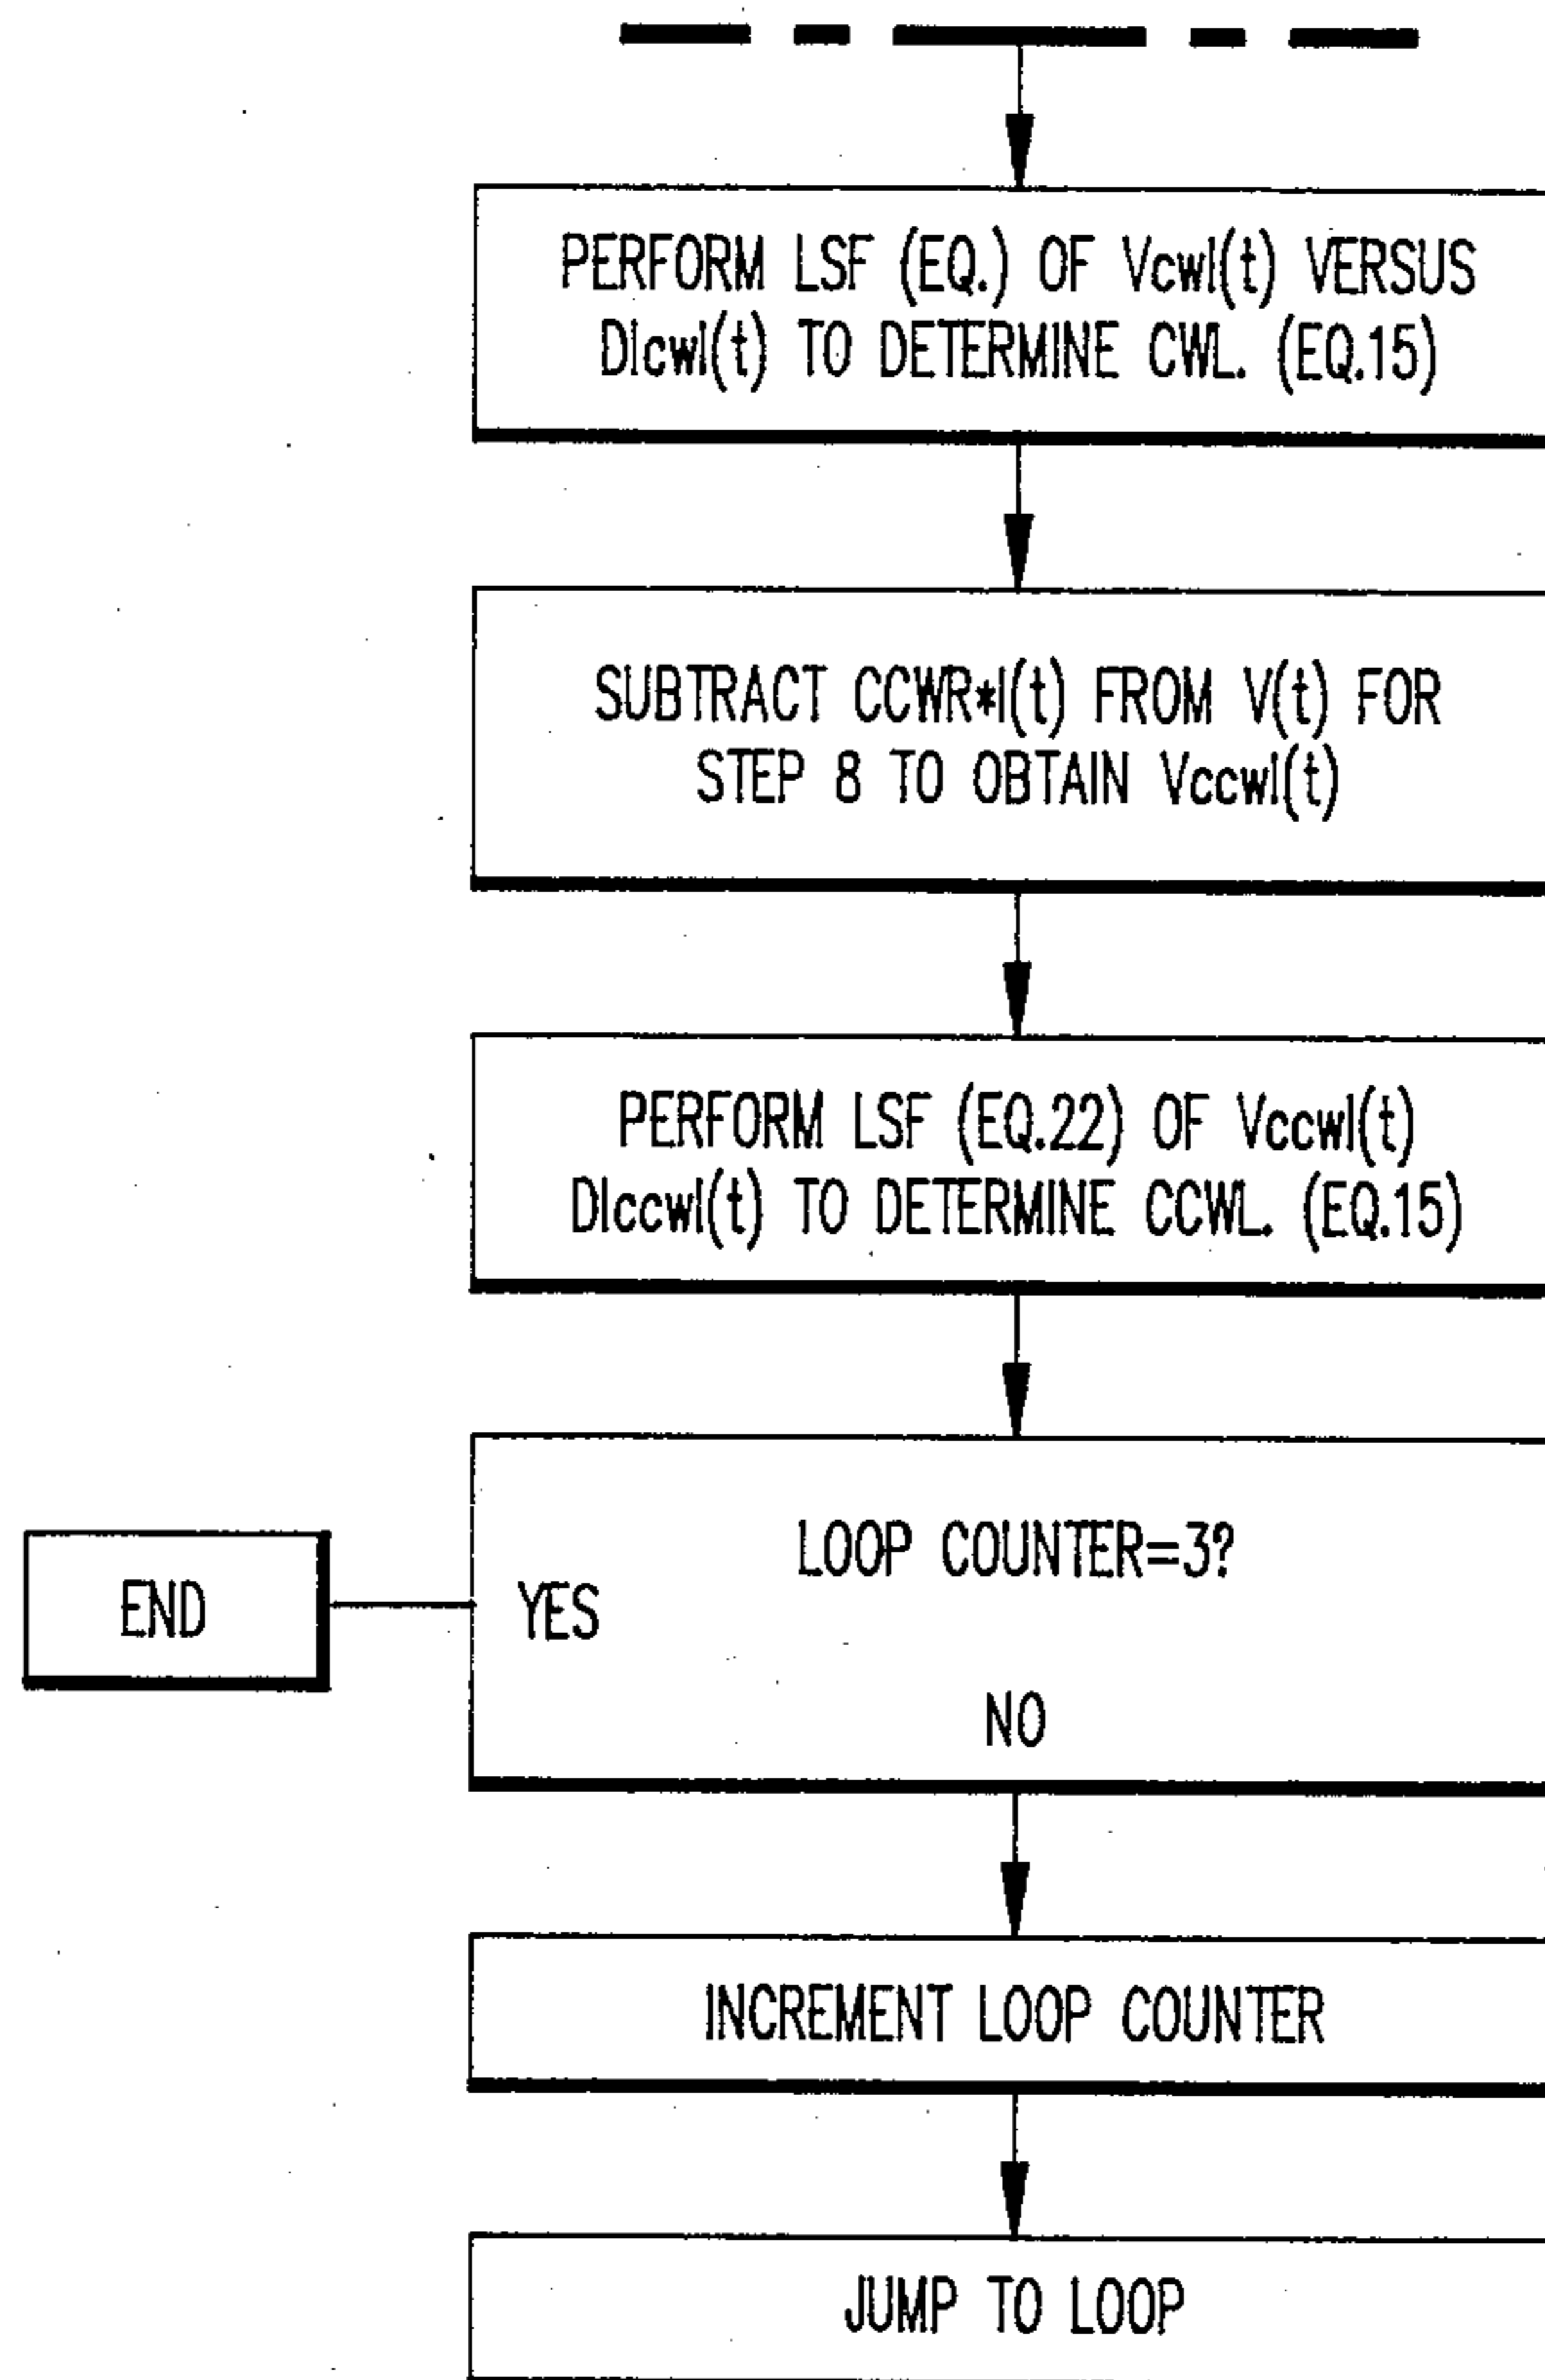 PERFORM LSF (EQ.) OF Vcwl(t) VERSUS
DIcwl(t) TO DETERMINE CWL. (EQ.15)
SUBTRACT CCWR*I(t) FROM V(t) FOR
STEP 8 TO OBTAIN Vccwl(t)
PERFORM LSF (EQ.22) OF Vccwl(t)
DIccwl(t) TO DETERMINE CCWL. (EQ.15)
LOOP COUNTER=3?
END
YES
NO
INCREMENT LOOP COUNTER
JUMP TO LOOP